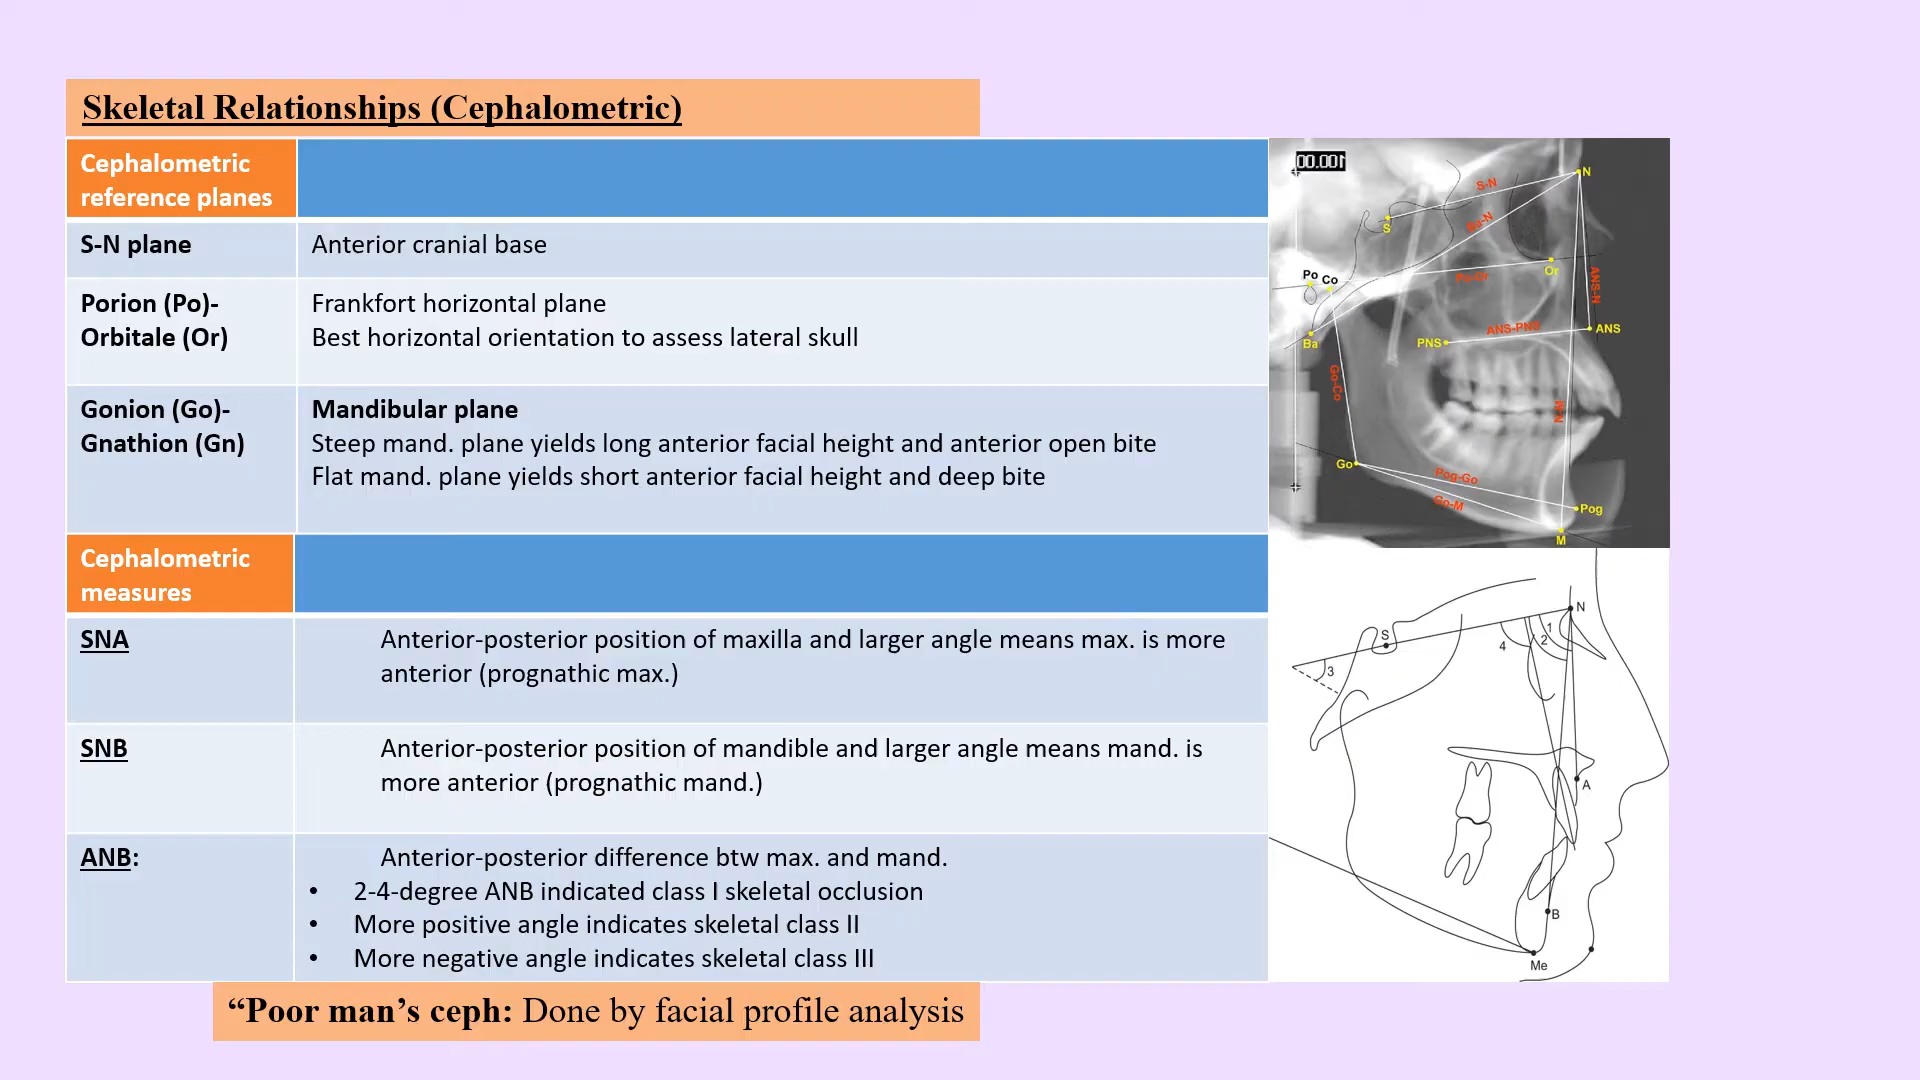 Skeletal Relationships (Cephalometric)
Cephalometric
reference planes
S-N plane
Anterior cranial base
Porion (Po)-
Orbitale (Or)
Frankfort horizontal plane
Best horizontal orientation to assess lateral skull
Gonion (Go)-
Gnathion (Gn)
Mandibular plane
Steep mand. plane yields long anterior facial height and anterior open bite
Flat mand. plane yields short anterior facial height and deep bite
Cephalometric
measures
SNA
Anterior-posterior position of maxilla and larger angle means max. is more
anterior (prognathic max.)
SNB
Anterior-posterior position of mandible and larger angle means mand. is
more anterior (prognathic mand.)
ANB:
Anterior-posterior difference btw max. and mand.
• 2-4-degree ANB indicated class I skeletal occlusion
• More positive angle indicates skeletal class II
• More negative angle indicates skeletal class III
“Poor man’s ceph: Done by facial profile analysis
N
S-N
S
Ba-N
Or
Po-Or
Po
Co
ANS-N
ANS-PNS
ANS
PNS
Ba
Go-Co
Go
Pog-Go
Go-M
Pog
M
N
S
1
2
4
3
A
B
Me